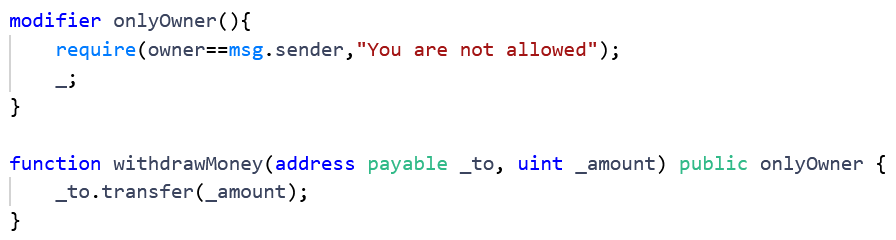 modifier onlyOwner(){
    require(owner==msg.sender,"You are not allowed");
    _;
}

function withdrawMoney(address payable _to, uint _amount) public onlyOwner {
    _to.transfer(_amount);
}